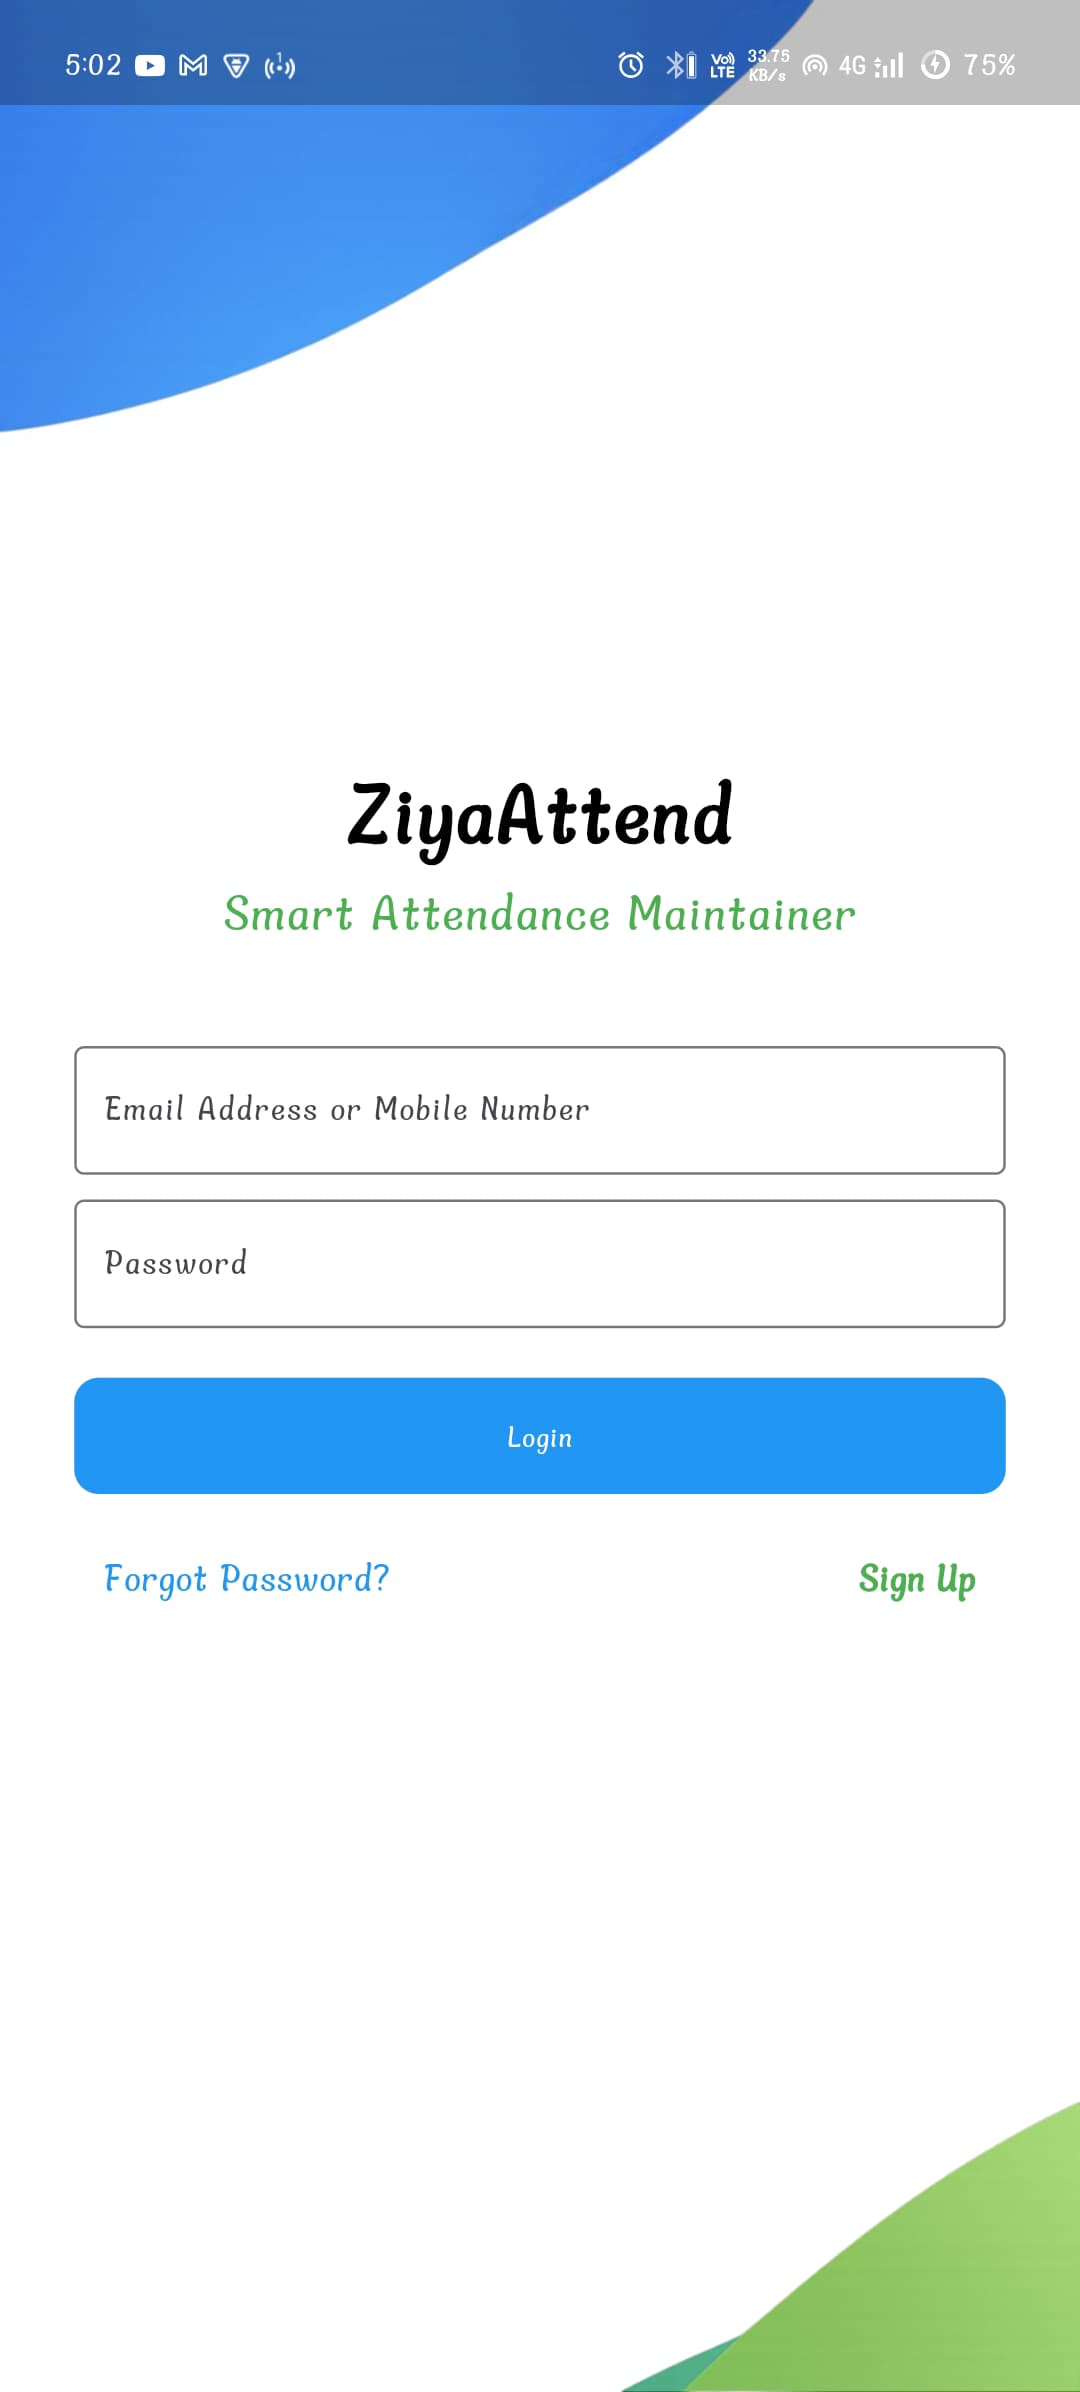 5:02 Vo) LTE 33.75 KB/s 4G 75%
ZiyaAttend
Smart Attendance Maintainer
Email Address or Mobile Number
Password
Login
Forgot Password? Sign Up